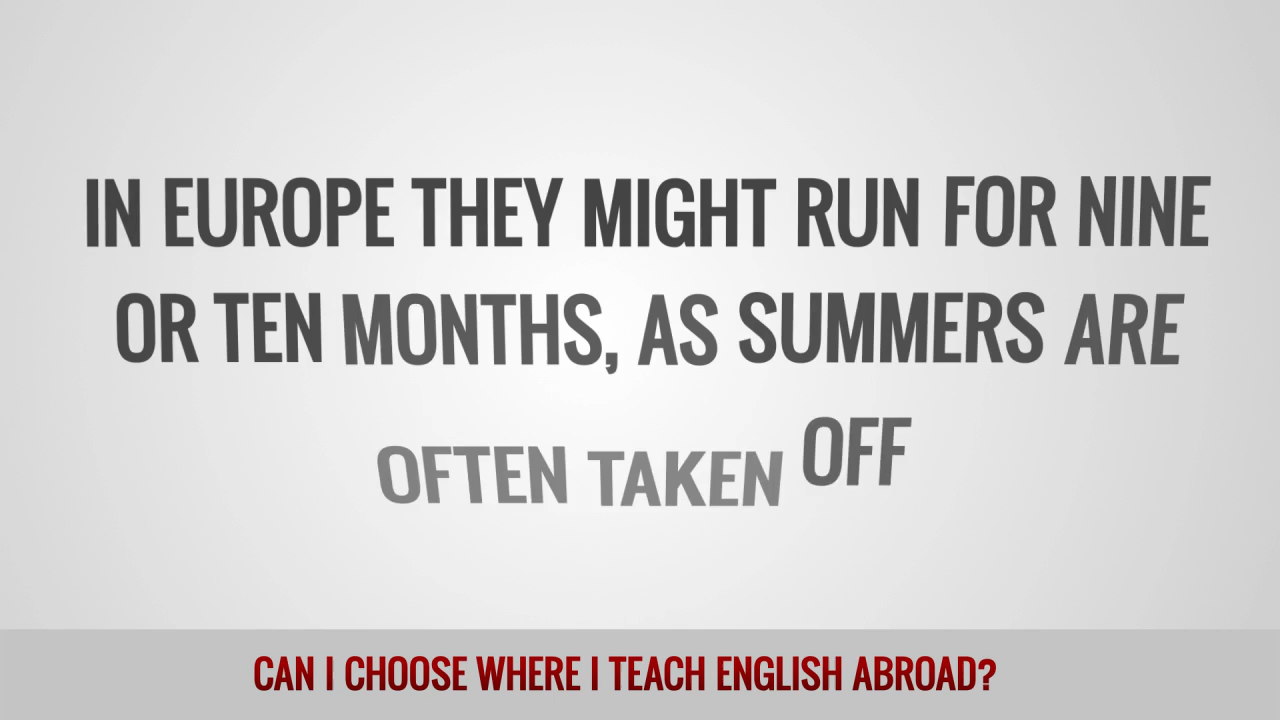 IN EUROPE THEY MIGHT RUN FOR NINE
OR TEN MONTHS, AS SUMMERS ARE
OFTEN TAKEN OFF
CAN I CHOOSE WHERE I TEACH ENGLISH ABROAD?